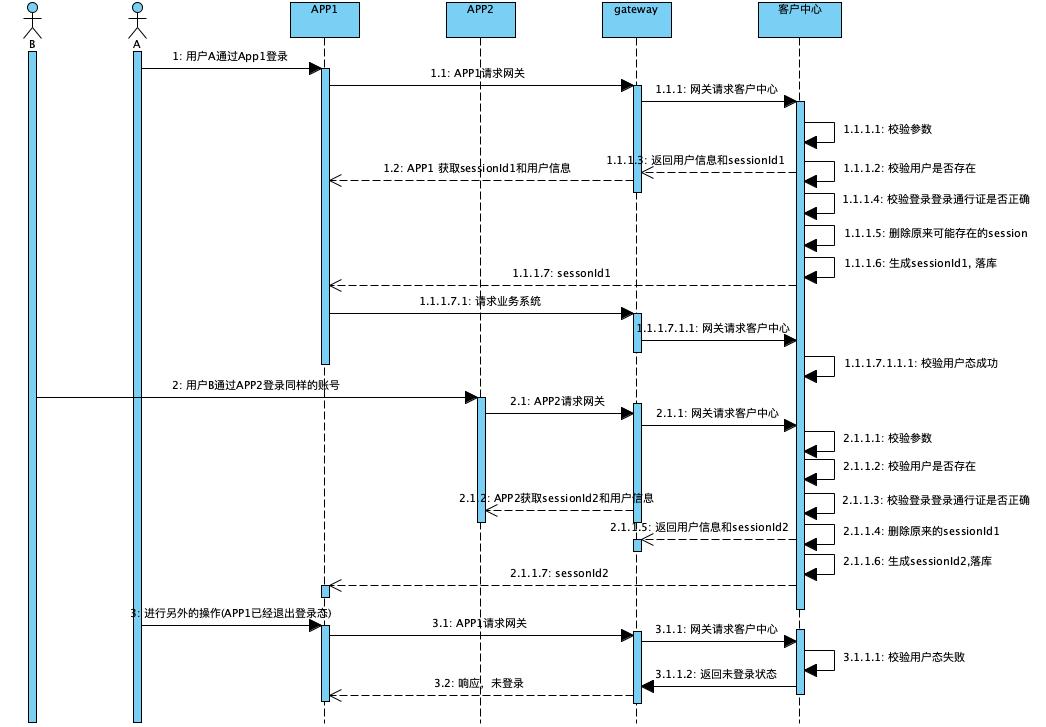 APP1
APP2
gateway
客户中心
B
A
1: 用户A通过App1登录
1.1: APP1请求网关
1.1.1: 网关请求客户中心
1.1.1.1: 校验参数
1.1.1.3: 返回用户信息和sessionId1
1.2: APP1 获取sessionId1和用户信息
1.1.1.2: 校验用户是否存在
1.1.1.4: 校验登录登录通行证是否正确
1.1.1.5: 删除原来可能存在的session
1.1.1.6: 生成sessionId1, 落库
1.1.1.7: sessonId1
1.1.1.7.1: 请求业务系统
1.1.1.7.1.1: 网关请求客户中心
1.1.1.7.1.1.1: 校验用户态成功
2: 用户B通过APP2登录同样的账号
2.1: APP2请求网关
2.1.1: 网关请求客户中心
2.1.1.1: 校验参数
2.1.1.2: 校验用户是否存在
2.1.2: APP2获取sessionId2和用户信息
2.1.1.3: 校验登录登录通行证是否正确
2.1.1.5: 返回用户信息和sessionId2
2.1.1.4: 删除原来的sessionId1
2.1.1.6: 生成sessionId2,落库
2.1.1.7: sessonId2
3: 进行另外的操作(APP1已经退出登录态)
3.1: APP1请求网关
3.1.1: 网关请求客户中心
3.1.1.1: 校验用户态失败
3.1.1.2: 返回未登录状态
3.2: 响应，未登录